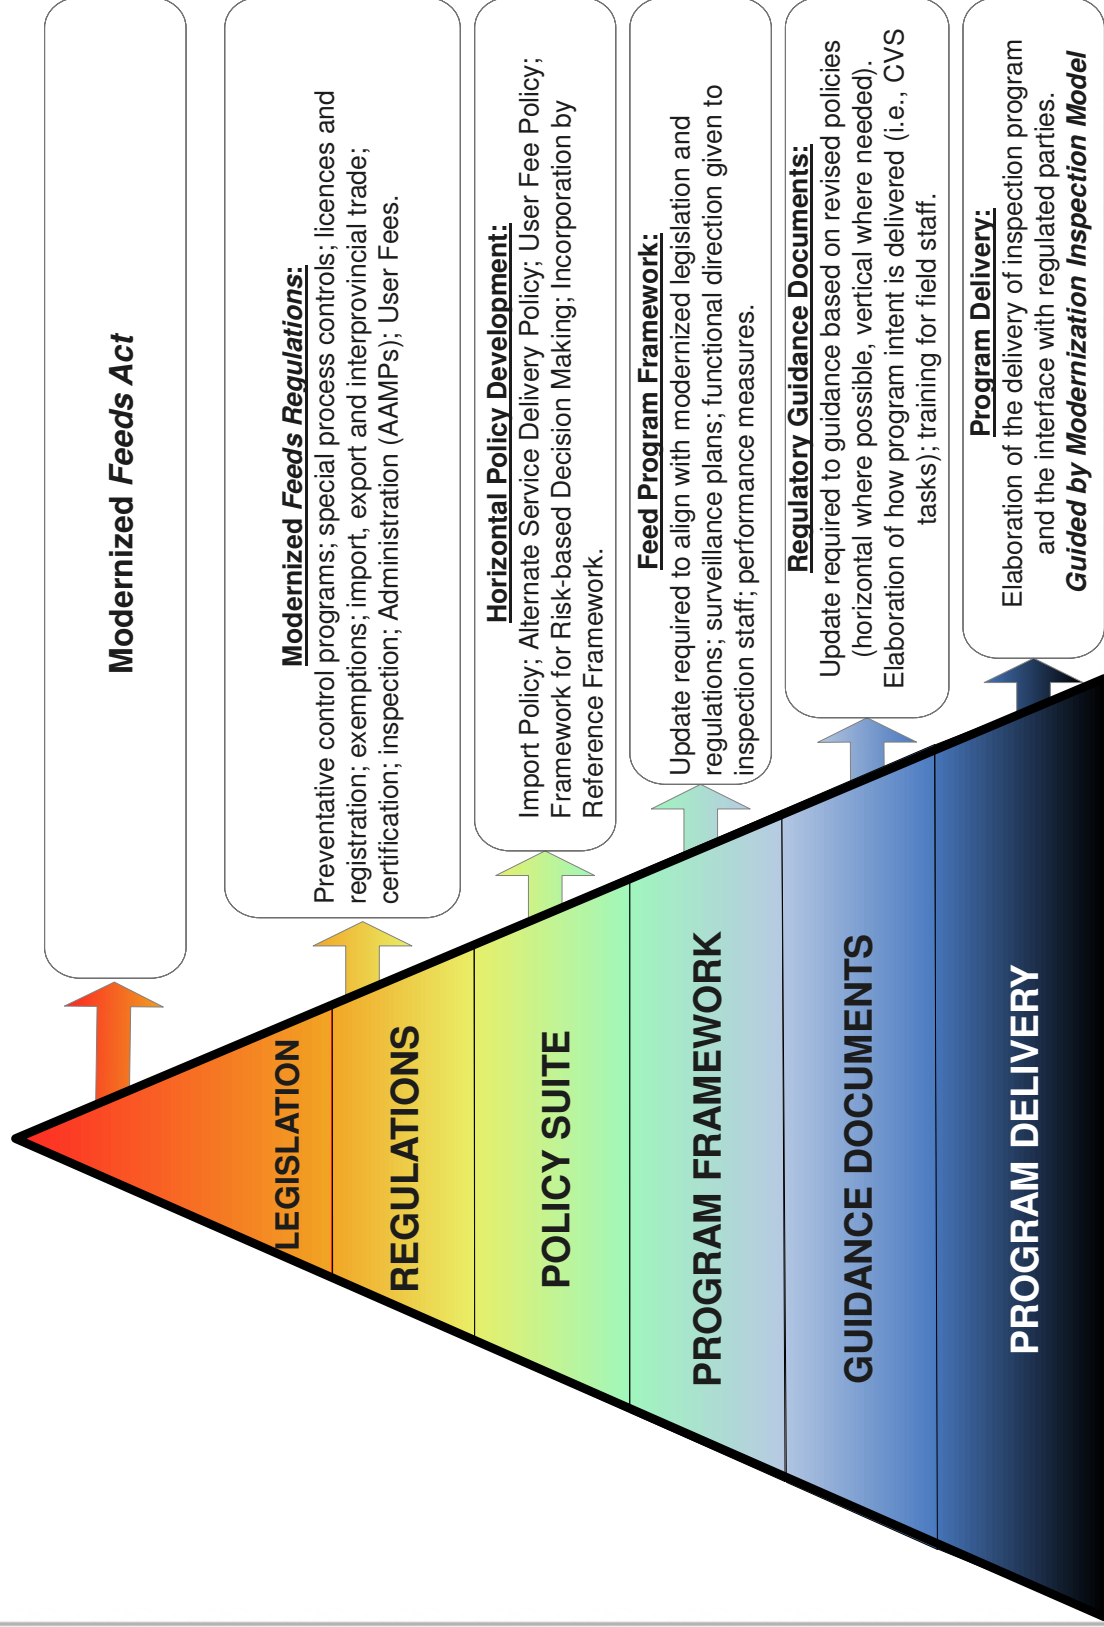 LEGISLATION
Modernized Feeds Act
REGULATIONS
Modernized Feeds Regulations:
Preventative control programs; special process controls; licences and
registration; exemptions; import, export and interprovincial trade;
certification; inspection; Administration (AAMPs); User Fees.
POLICY SUITE
Horizontal Policy Development:
Import Policy; Alternate Service Delivery Policy; User Fee Policy;
Framework for Risk-based Decision Making; Incorporation by
Reference Framework.
PROGRAM FRAMEWORK
Feed Program Framework:
Update required to align with modernized legislation and
regulations; surveillance plans; functional direction given to
inspection staff; performance measures.
GUIDANCE DOCUMENTS
Regulatory Guidance Documents:
Update required to guidance based on revised policies
(horizontal where possible, vertical where needed).
Elaboration of how program intent is delivered (i.e., CVS
tasks); training for field staff.
PROGRAM DELIVERY
Program Delivery:
Elaboration of the delivery of inspection program
and the interface with regulated parties.
Guided by Modernization Inspection Model